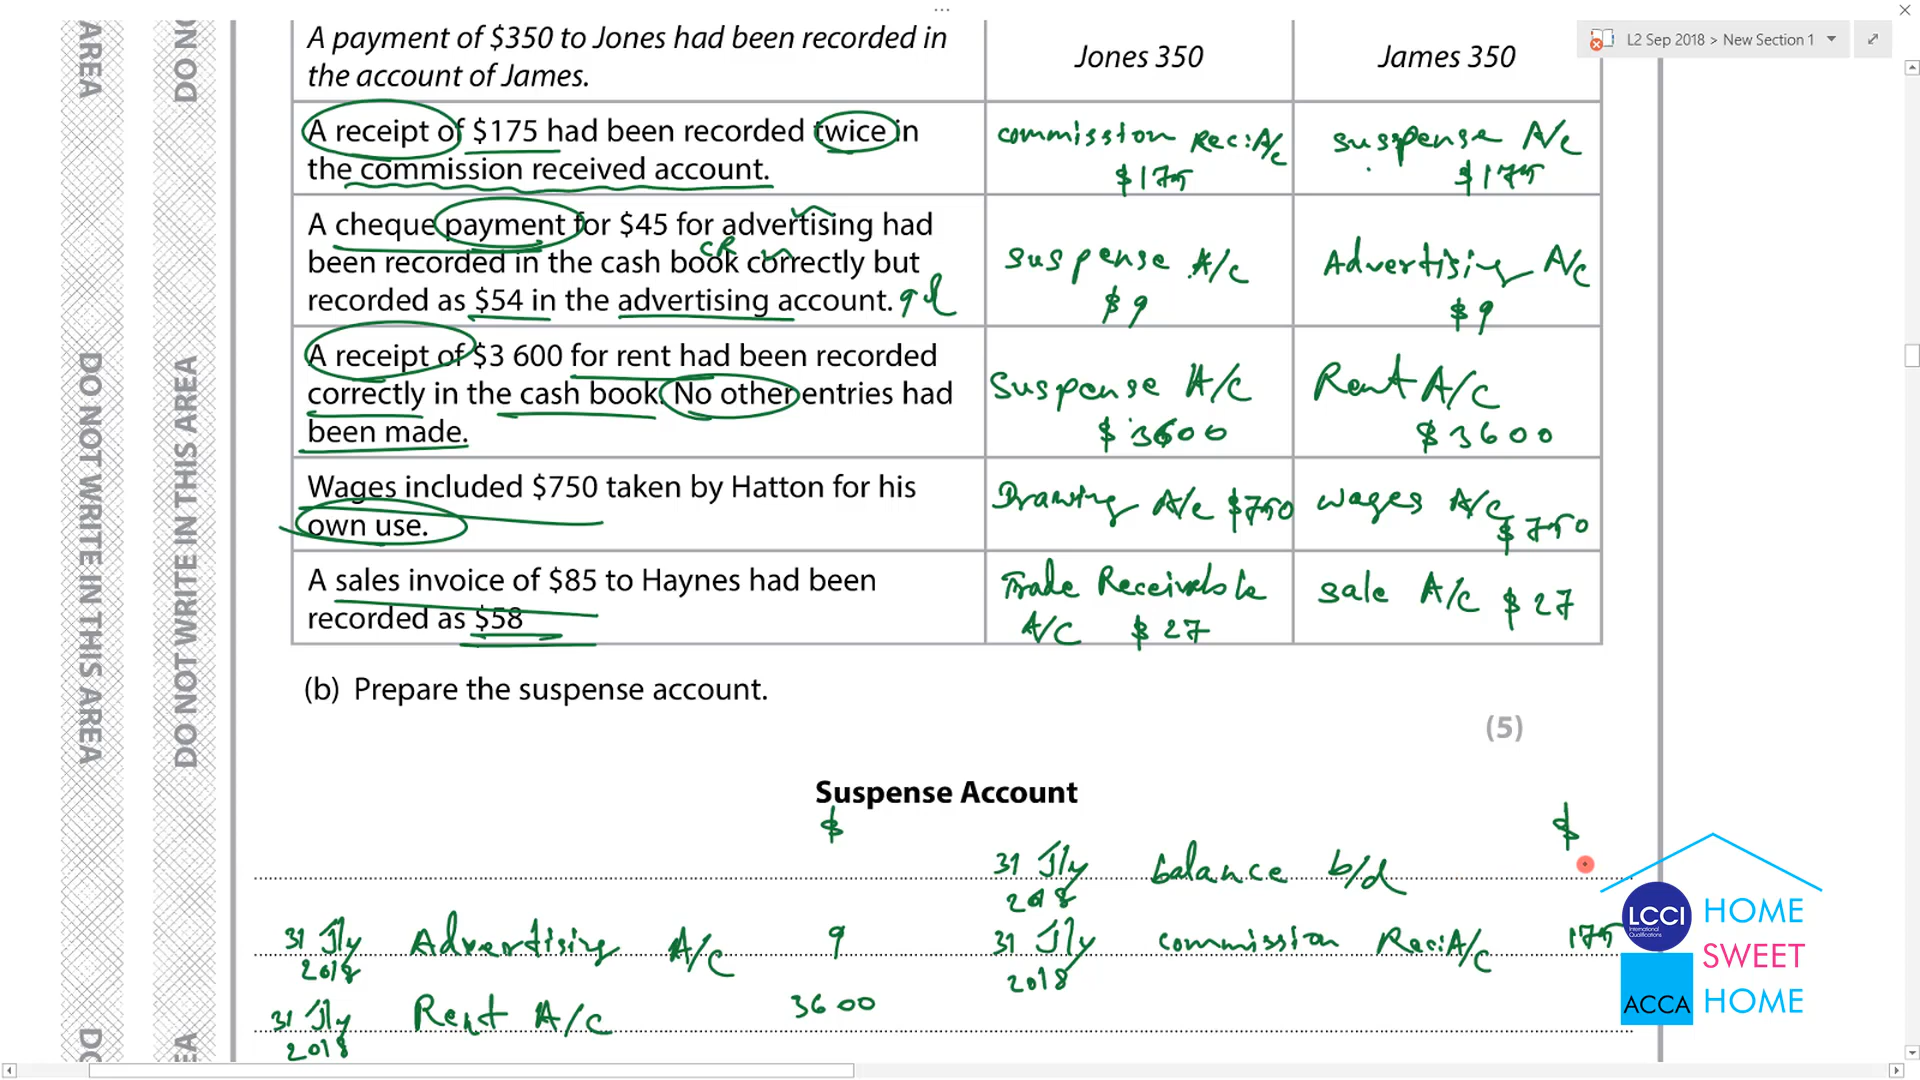 L2 Sep 2018 > New Section 1
AREA
DO NO
A payment of $350 to Jones had been recorded in
the account of James.
Jones 350
James 350
A receipt of $175 had been recorded twice in
the commission received account.
commission Rec: A/c
$175
suspense A/c
$175
A cheque payment for $45 for advertising had
been recorded in the cash book correctly but
recorded as $54 in the advertising account.
CR
suspense A/c
$9
Advertising A/c
$9
A receipt of $3 600 for rent had been recorded
correctly in the cash book. No other entries had
been made.
Suspense A/c
$3600
Rent A/c
$3600
Wages included $750 taken by Hatton for his
own use.
Drawing A/c $750
wages A/c
$750
A sales invoice of $85 to Haynes had been
recorded as $58
Trade Receivable
A/C $27
sale A/C $27
DO NOT WRITE IN THIS AREA
DO NOT WRITE IN THIS AREA
(b) Prepare the suspense account.
(5)
Suspense Account
$
$
31 Jly
2018
balance b/d
31 Jly
2018
Advertising A/C
9
31 Jly
2018
commission Rec: A/C
175
31 Jly
2018
Rent A/C
3600
DO
EA
LCCI
International
Qualifications
ACCA
HOME
SWEET
HOME